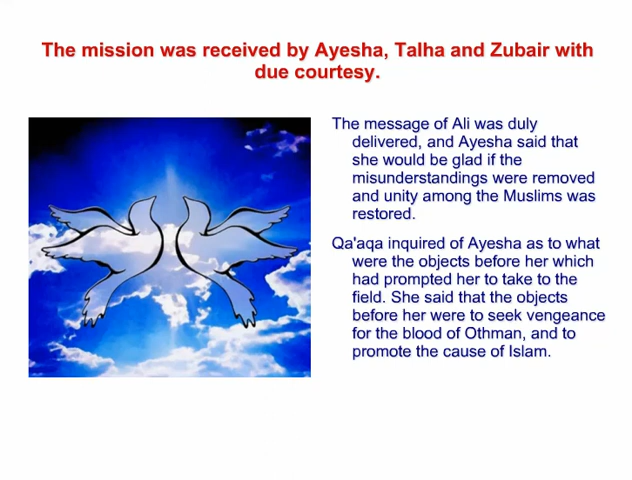 The mission was received by Ayesha, Talha and Zubair with
due courtesy.
The message of Ali was duly
delivered, and Ayesha said that
she would be glad if the
misunderstandings were removed
and unity among the Muslims was
restored.
Qa'aqa inquired of Ayesha as to what
were the objects before her which
had prompted her to take to the
field. She said that the objects
before her were to seek vengeance
for the blood of Othman, and to
promote the cause of Islam.